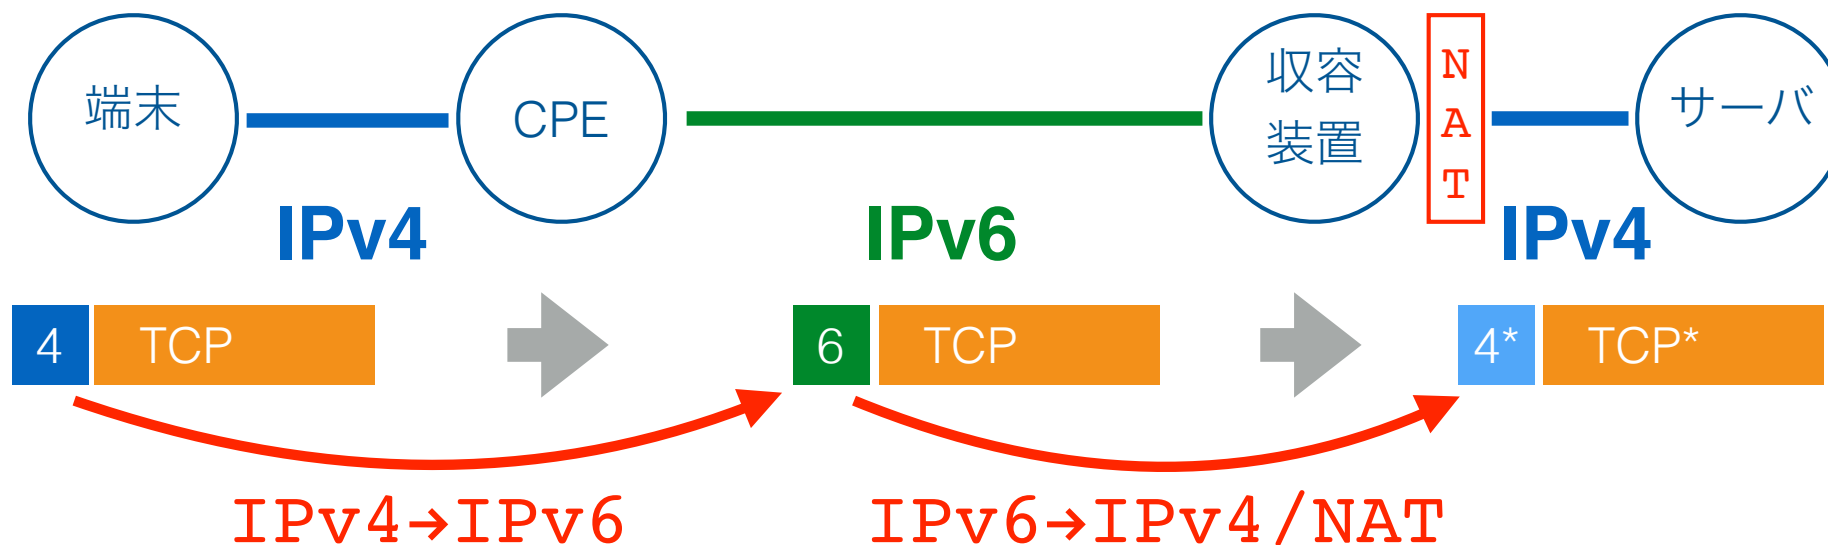 端末
CPE
収容
装置
N
A
T
サーバ
IPv4
IPv6
IPv4
4
TCP
6
TCP
4*
TCP*
IPv4→IPv6
IPv6→IPv4/NAT